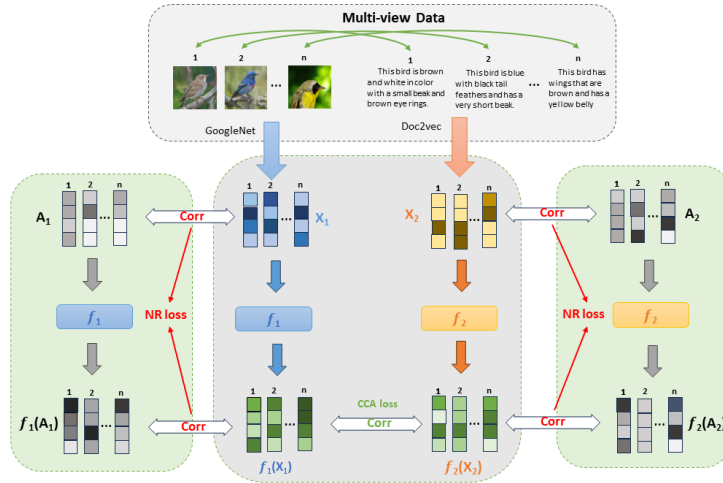 Multi-view Data
1 2 n 1 2 n
This bird is brown
and white in color
with a small beak and
brown eye rings.
This bird is blue
with black tail
feathers and has a
very short beak.
This bird has
wings that are
brown and has a
yellow belly
... ...
GoogleNet
Doc2vec
1 2 n
A₁
...
Corr
1 2 n
...
X₁
1 2 n
X₂
...
Corr
1 2 n
...
A₂
f₁
NR loss
f₁
f₂
NR loss
f₂
1 2 n
f₁(A₁)
...
Corr
1 2 n
...
f₁(X₁)
CCA loss
Corr
1 2 n
...
f₂(X₂)
Corr
1 2 n
...
f₂(A₂)